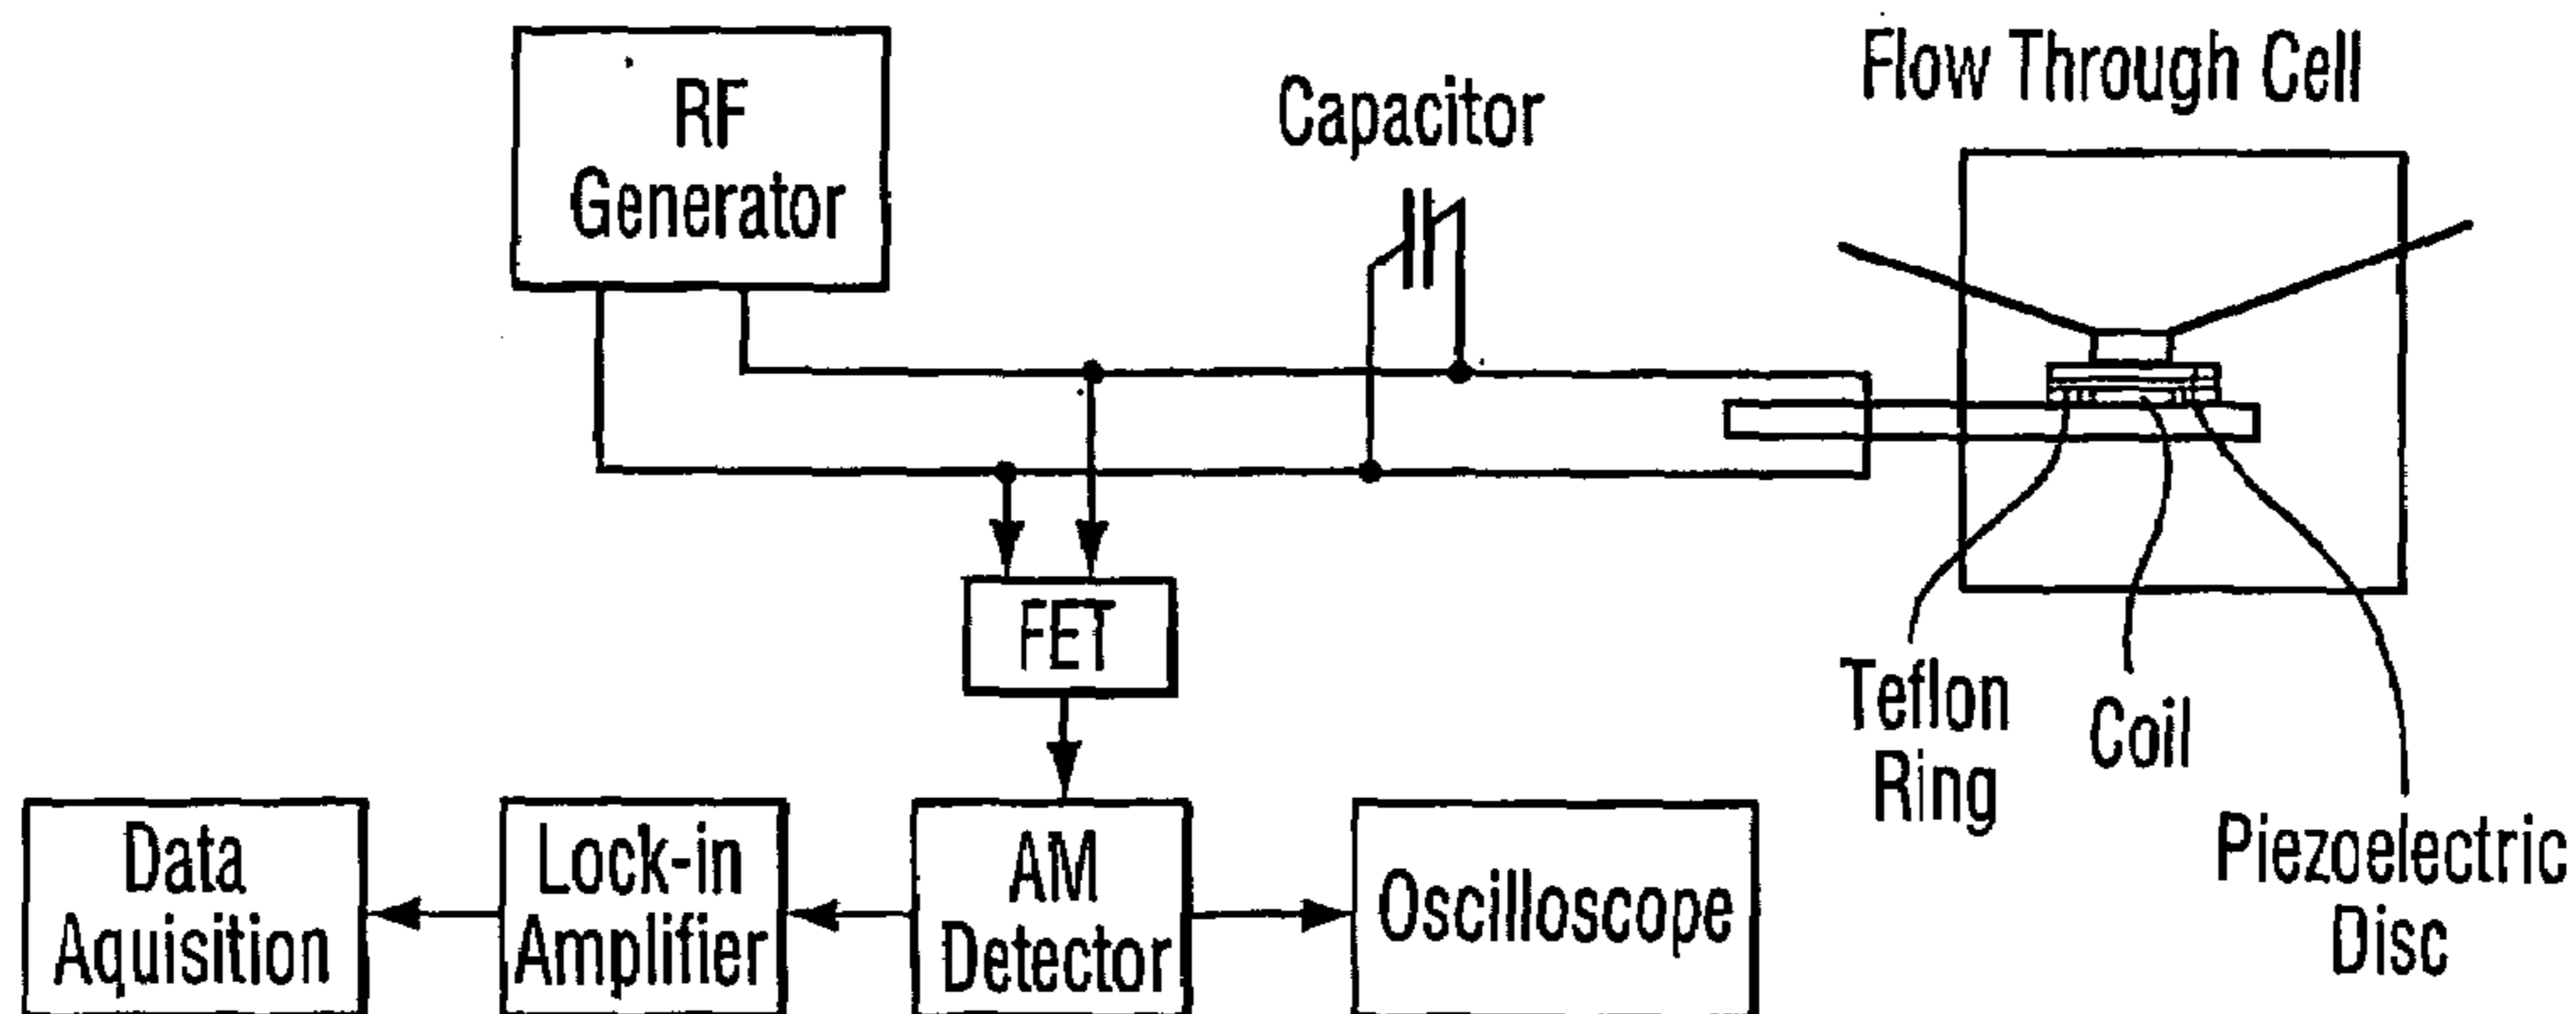 RF
Generator
Capacitor
Flow Through Cell
FET
Teflon
Ring
Coil
Piezoelectric
Disc
Data
Aquisition
Lock-in
Amplifier
AM
Detector
Oscilloscope